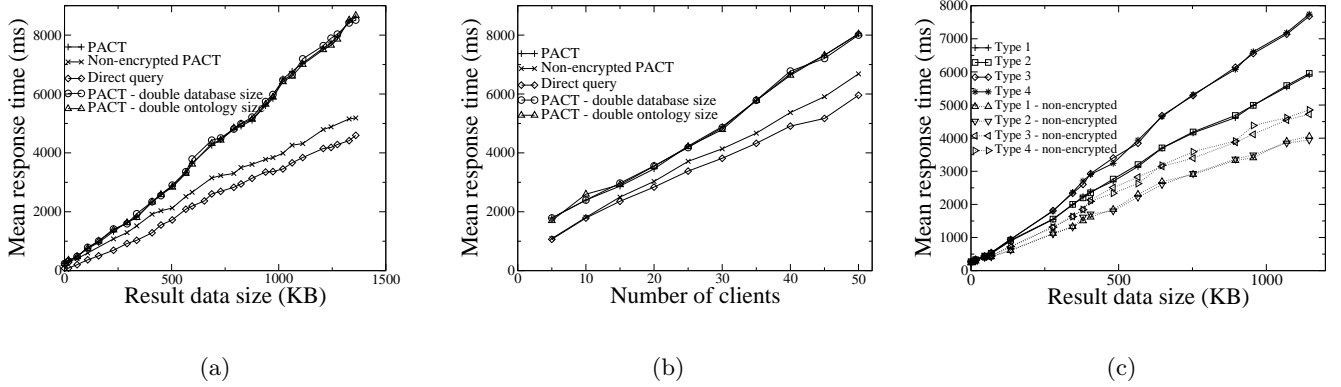 8000
6000
4000
2000
0
Mean response time (ms)
PACT
Non-encrypted PACT
Direct query
PACT - double database size
PACT - double ontology size
0
500
1000
1500
Result data size (KB)
(a)
8000
6000
4000
2000
0
Mean response time (ms)
PACT
Non-encrypted PACT
Direct query
PACT - double database size
PACT - double ontology size
0
10
20
30
40
50
Number of clients
(b)
8000
7000
6000
5000
4000
3000
2000
1000
0
Mean response time (ms)
Type 1
Type 2
Type 3
Type 4
Type 1 - non-encrypted
Type 2 - non-encrypted
Type 3 - non-encrypted
Type 4 - non-encrypted
0
500
1000
Result data size (KB)
(c)